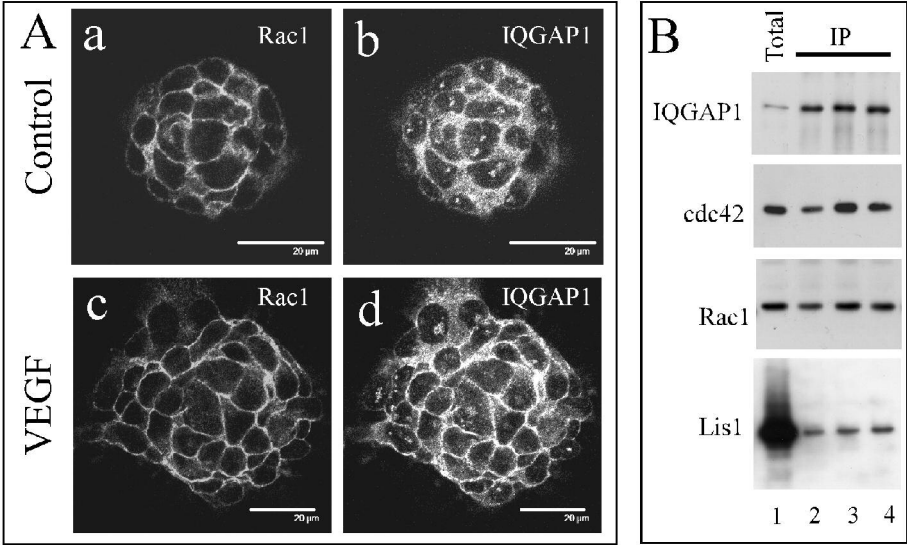 A
Control
a
Rac1
20 µm
b
IQGAP1
20 µm
VEGF
c
Rac1
20 µm
d
IQGAP1
20 µm
B
Total
IP
IQGAP1
cdc42
Rac1
Lis1
1 2 3 4